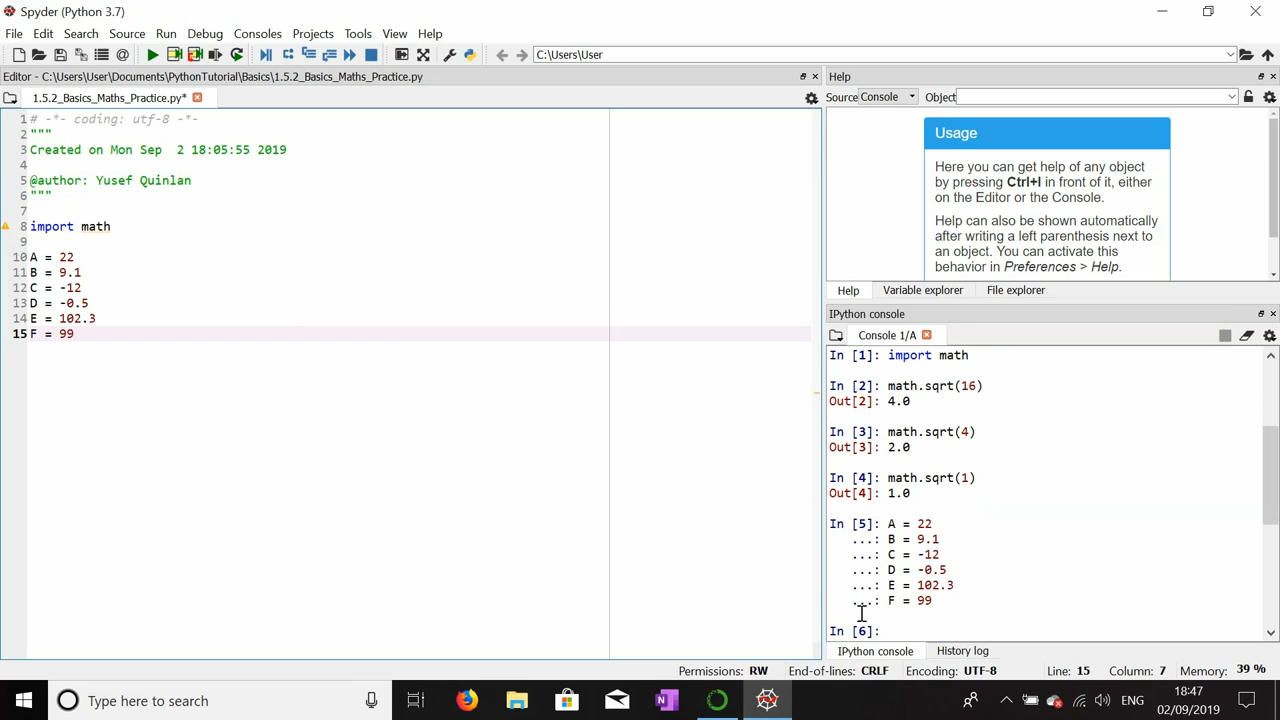 Spyder (Python 3.7)
File Edit Search Source Run Debug Consoles Projects Tools View Help
C:\Users\User
Editor - C:\Users\User\Documents\PythonTutorial\Basics\1.5.2_Basics_Maths_Practice.py
1.5.2_Basics_Maths_Practice.py*
1 # -*- coding: utf-8 -*-
2 """
3 Created on Mon Sep  2 18:05:55 2019
4
5 @author: Yusef Quinlan
6 """
7
8 import math
9
10 A = 22
11 B = 9.1
12 C = -12
13 D = -0.5
14 E = 102.3
15 F = 99
Help
Source Console Object
Usage
Here you can get help of any object
by pressing Ctrl+I in front of it, either
on the Editor or the Console.
Help can also be shown automatically
after writing a left parenthesis next to
an object. You can activate this
behavior in Preferences > Help.
Help Variable explorer File explorer
IPython console
Console 1/A
In [1]: import math
In [2]: math.sqrt(16)
Out[2]: 4.0
In [3]: math.sqrt(4)
Out[3]: 2.0
In [4]: math.sqrt(1)
Out[4]: 1.0
In [5]: A = 22
...: B = 9.1
...: C = -12
...: D = -0.5
...: E = 102.3
...: F = 99
In [6]:
IPython console History log
Permissions: RW End-of-lines: CRLF Encoding: UTF-8 Line: 15 Column: 7 Memory: 39 %
Type here to search
ENG
18:47
02/09/2019